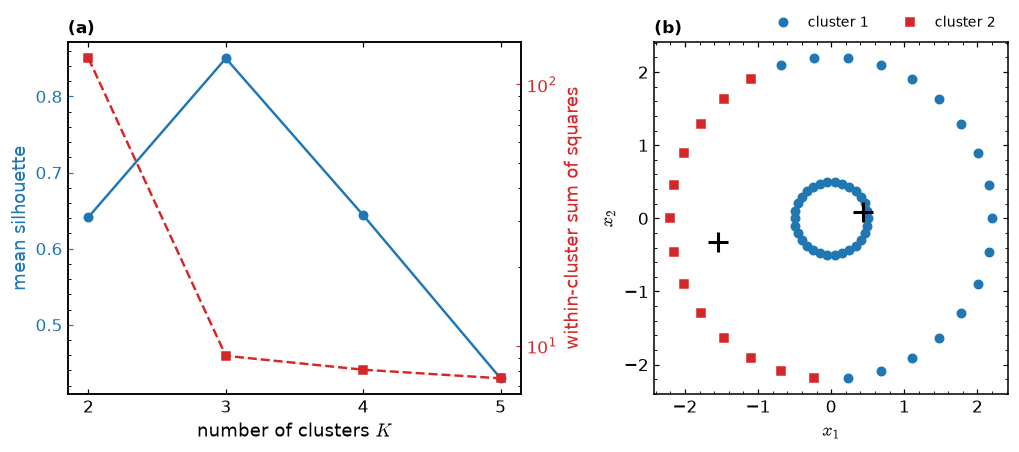 (a)
mean silhouette
0.8
0.7
0.6
0.5
2
3
4
5
number of clusters K
10²
10¹
within-cluster sum of squares
(b)
cluster 1
cluster 2
x₂
2
1
0
−1
−2
−2
−1
0
1
2
x₁